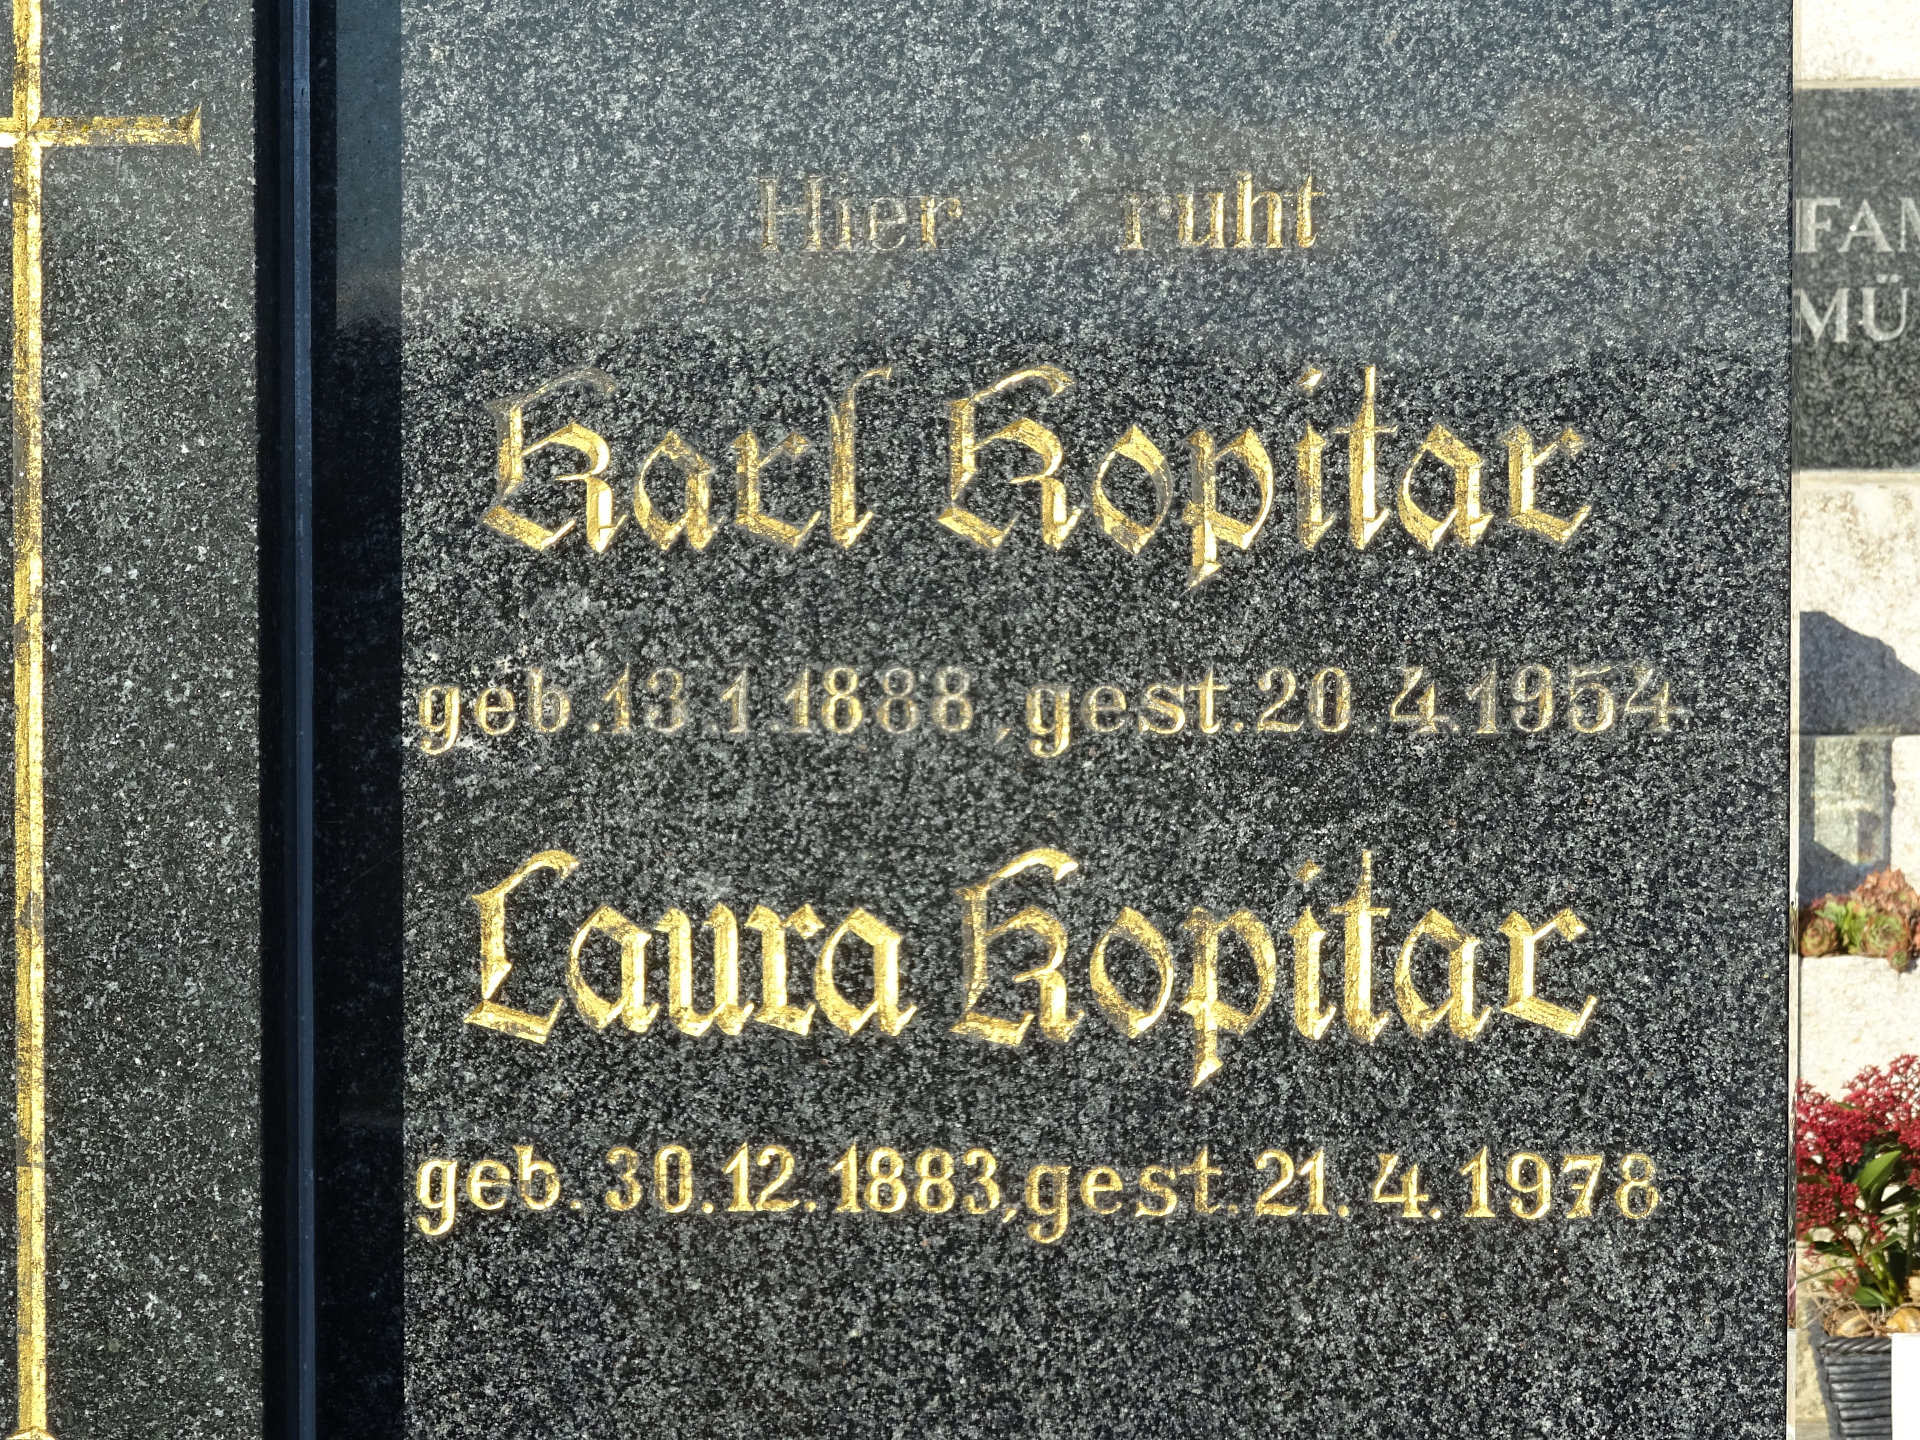 Hier ruht
Karl Kopitar
geb.13.1.1888,gest.20.4.1954
Laura Kopitar
geb.30.12.1883,gest.21.4.1978